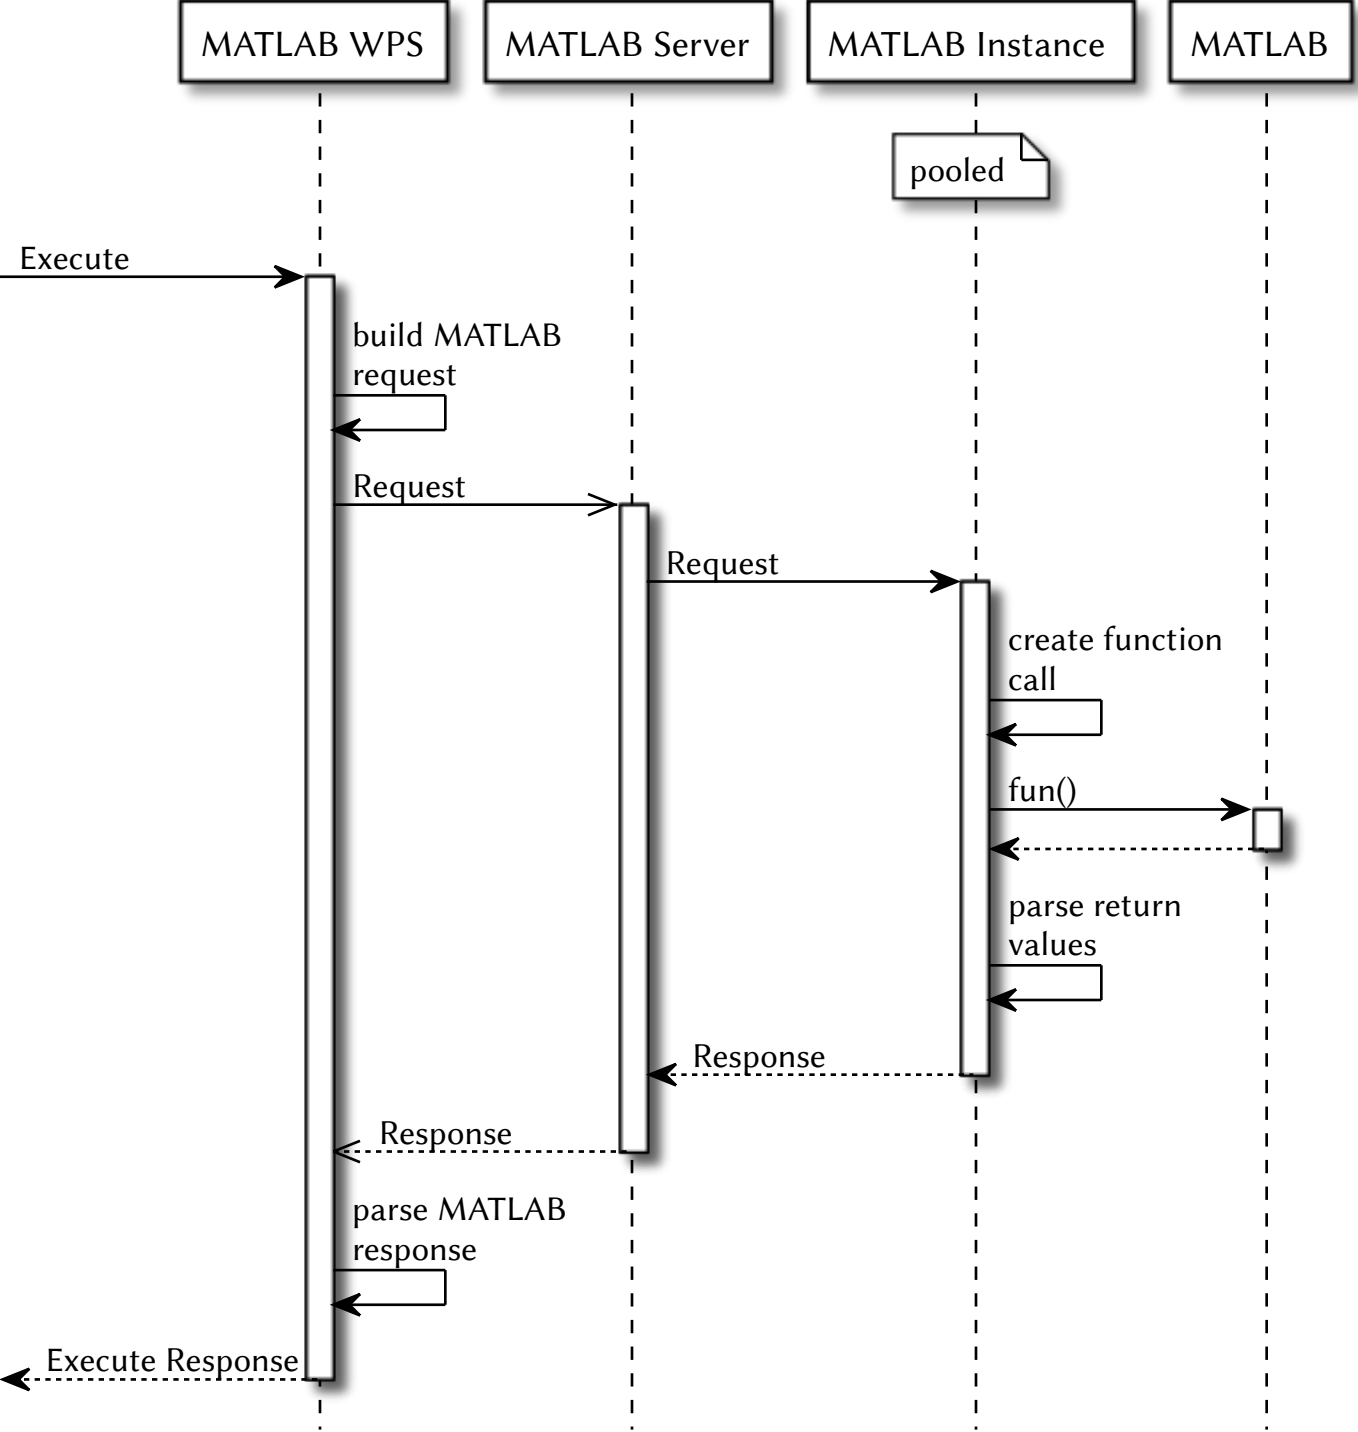 MATLAB WPS
MATLAB Server
MATLAB Instance
MATLAB
pooled
Execute
build MATLAB
request
Request
Request
create function
call
fun()
parse return
values
Response
Response
parse MATLAB
response
Execute Response